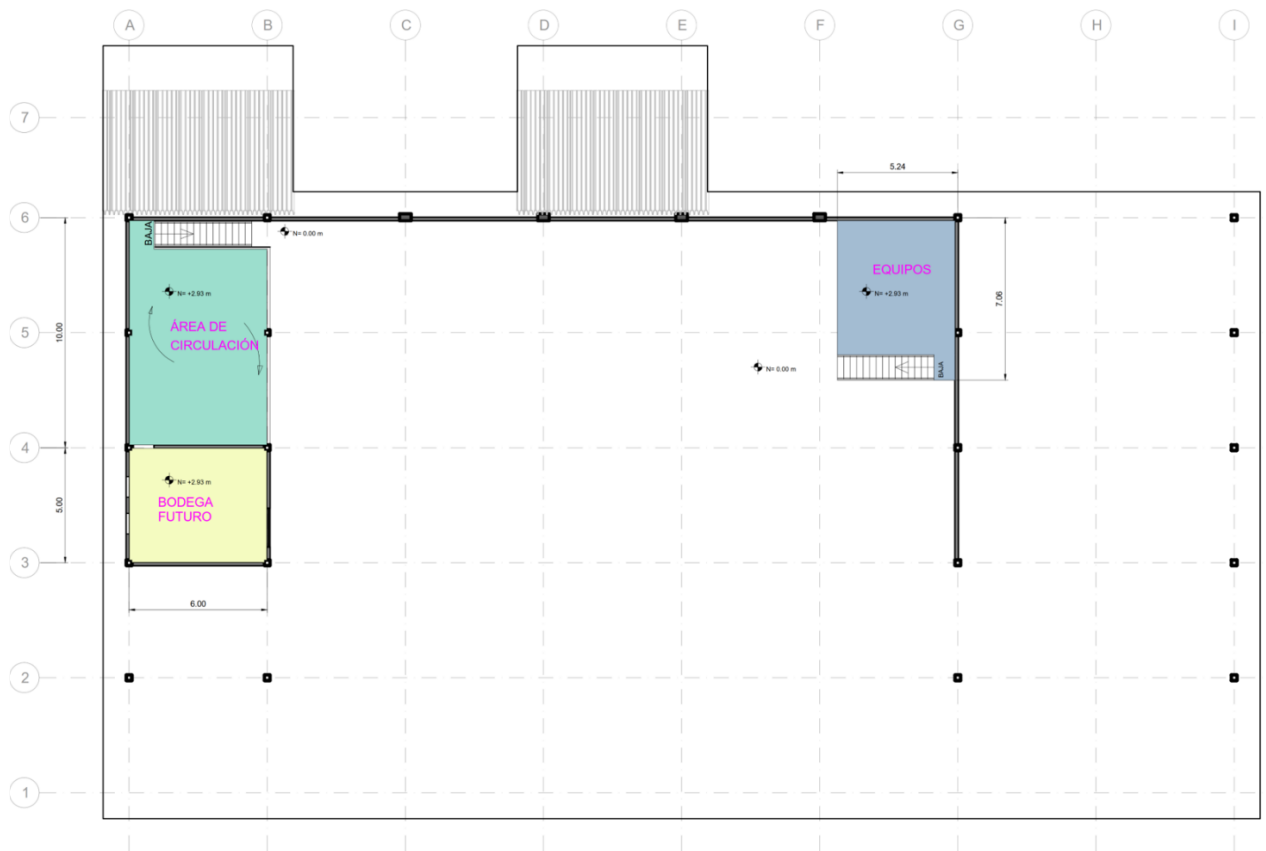 A B C D E F G H I
7
5.24
6
BAJA
N= 0.00 m
EQUIPOS
N= +2.93 m
N= +2.93 m
7.06
ÁREA DE
CIRCULACIÓN
10.00
5
N= 0.00 m
BAJA
4
N= +2.93 m
BODEGA
FUTURO
5.00
3
6.00
2
1